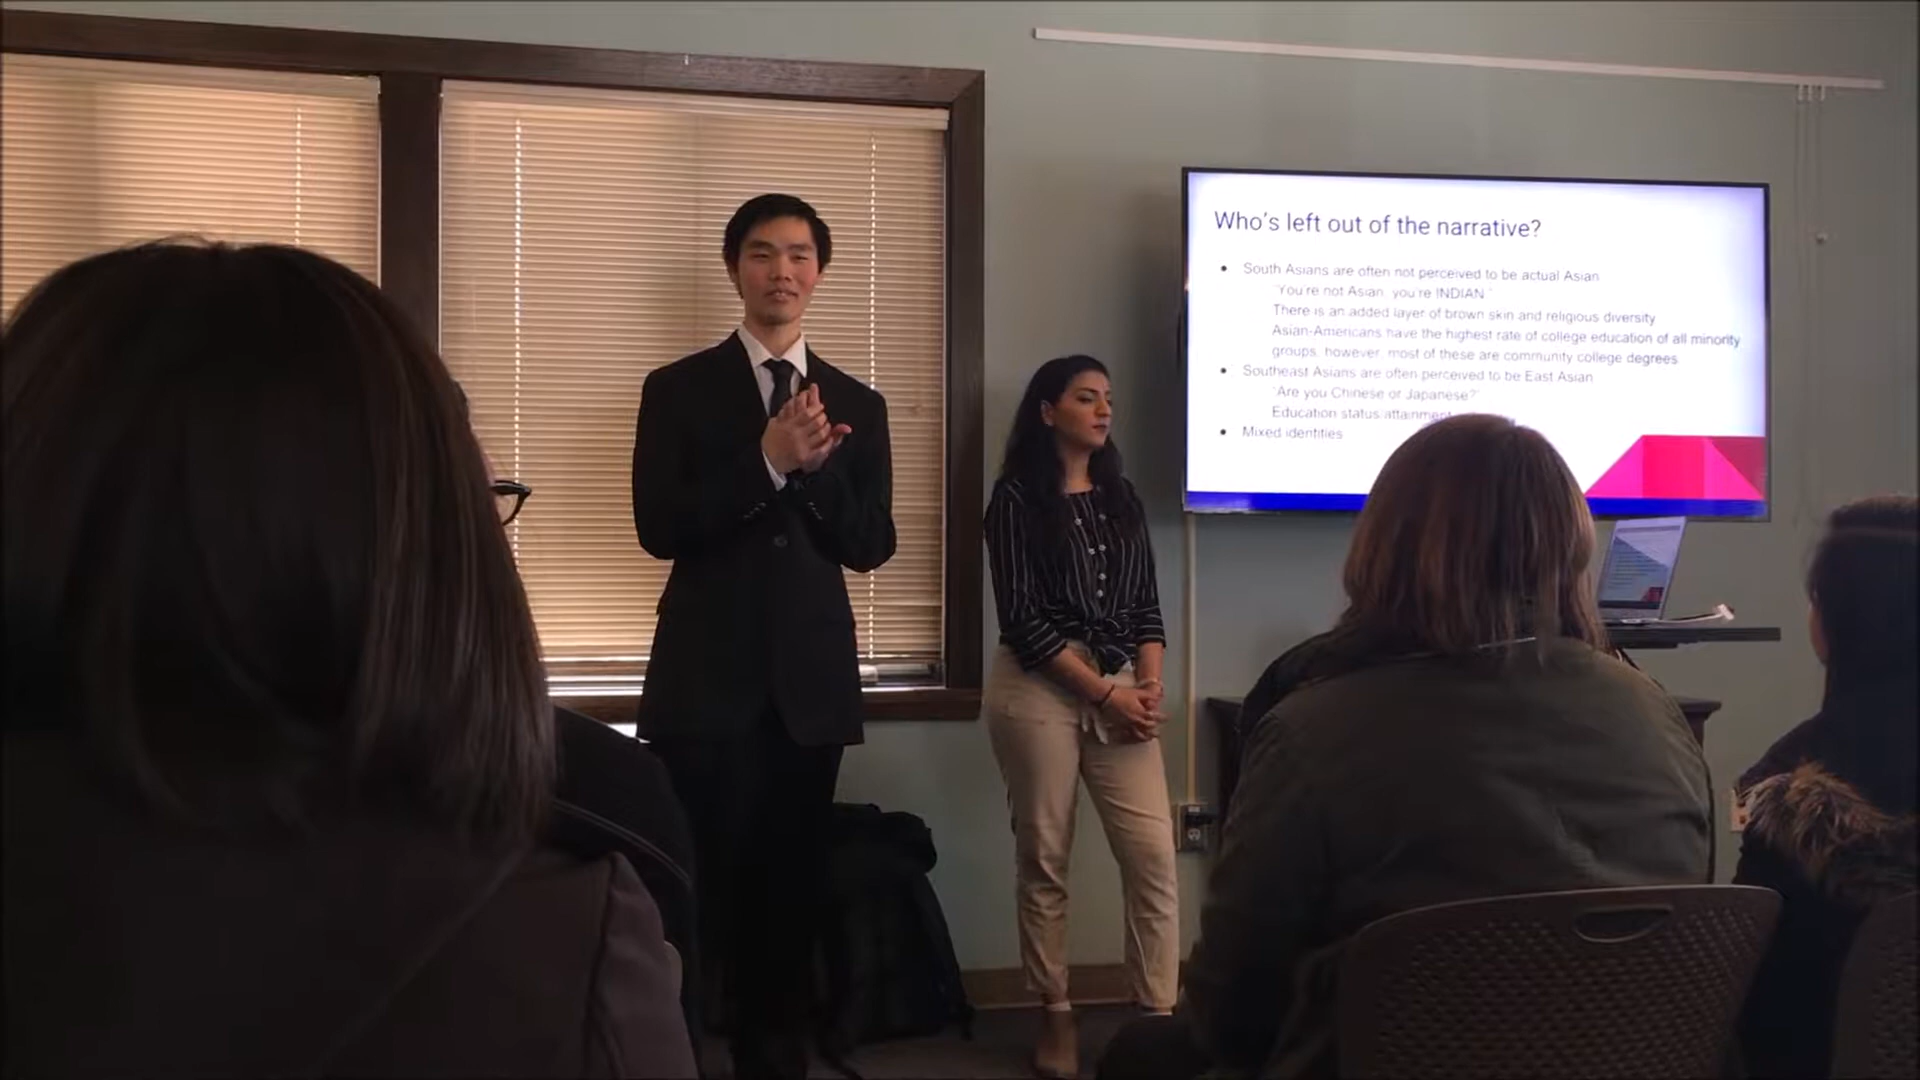 Who's left out of the narrative?
South Asians are often not perceived to be actual Asian
"You're not Asian, you're INDIAN."
There is an added layer of brown skin and religious diversity
Asian-Americans have the highest rate of college education of all minority
groups, however, most of these are community college degrees
Southeast Asians are often perceived to be East Asian
"Are you Chinese or Japanese?"
Education status attainment
Mixed identities